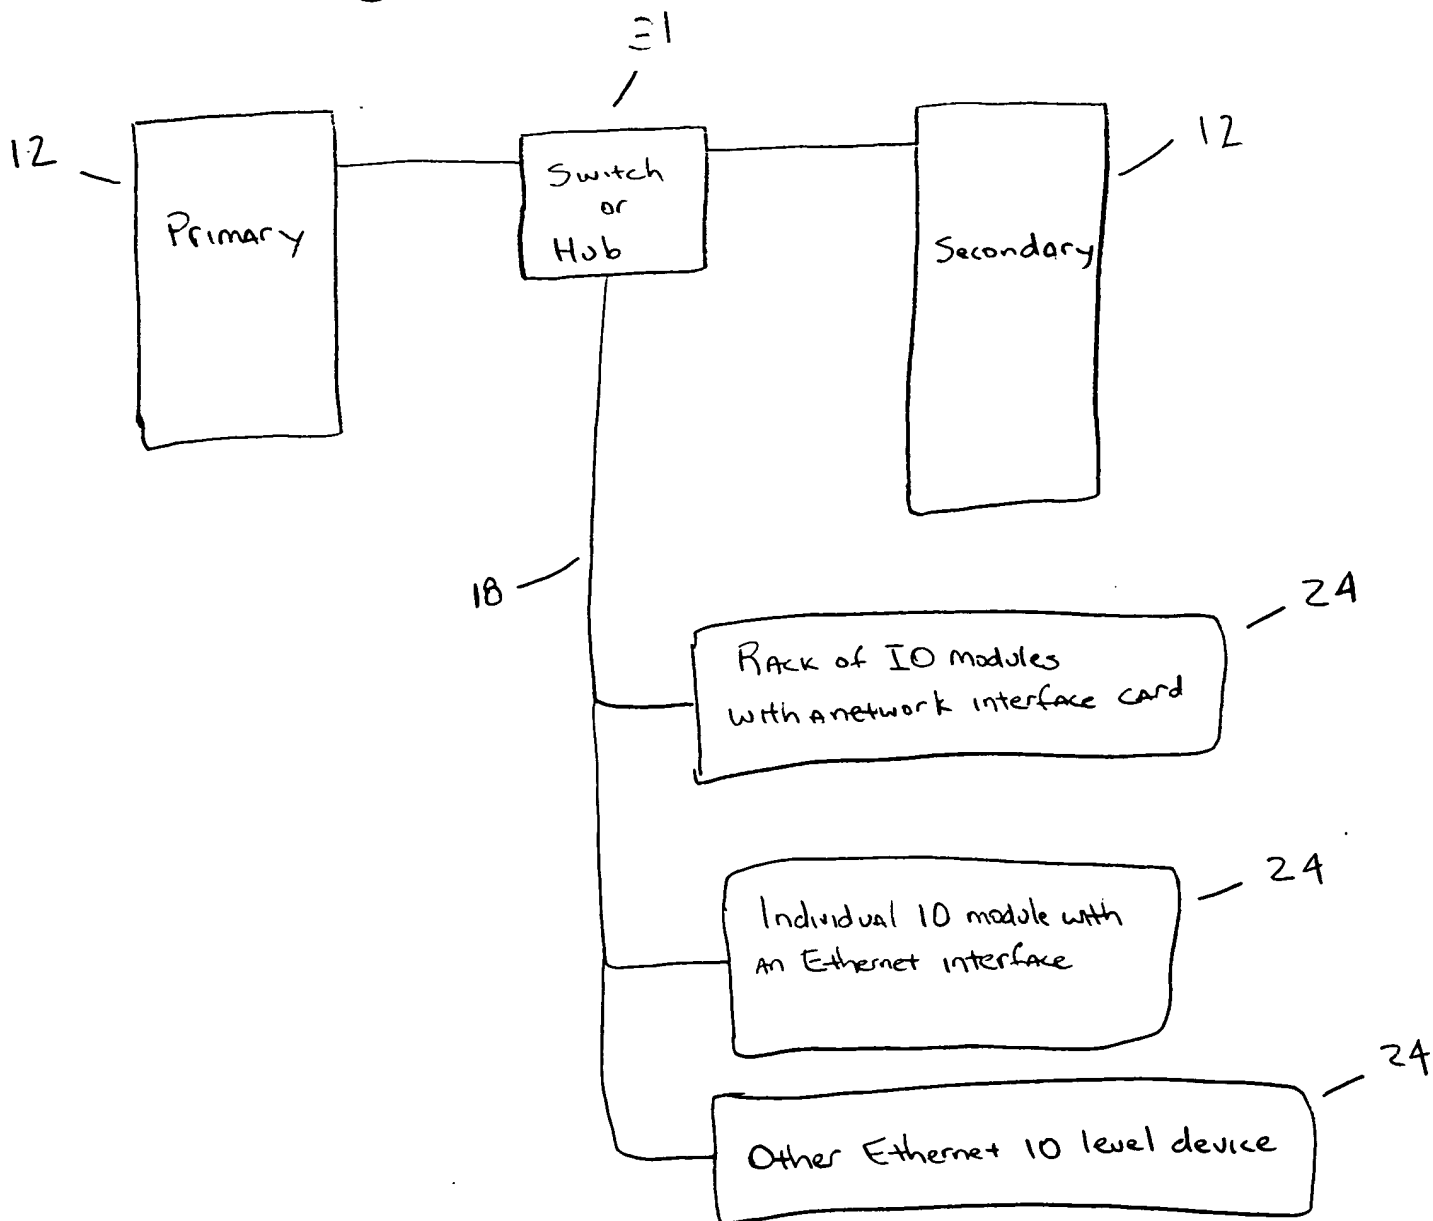 31
12
Primary
Switch
or
Hub
Secondary
12
18
24
Rack of IO modules
with a network interface card
24
Individual IO module with
an Ethernet interface
24
Other Ethernet IO level device